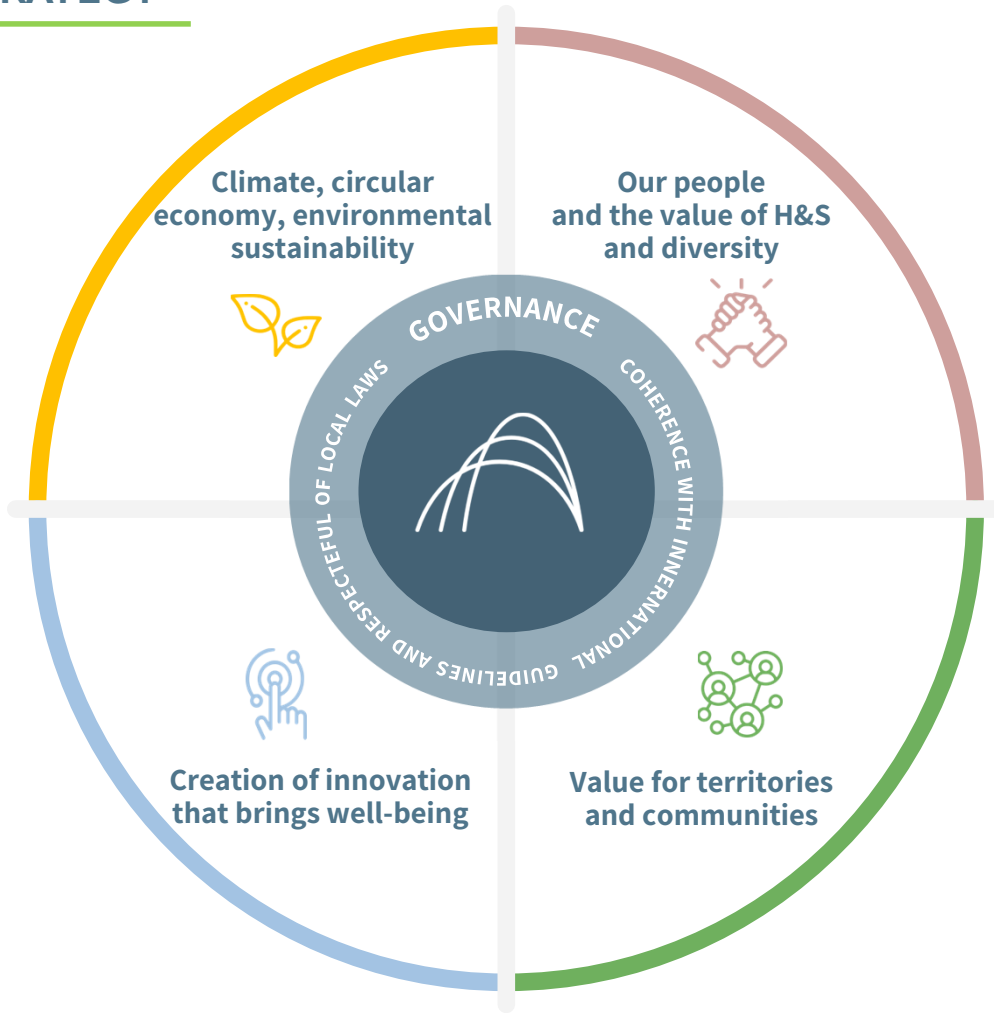 Climate, circular
economy, environmental
sustainability
Our people
and the value of H&S
and diversity
GOVERNANCE
COHERENCE WITH INNERNATIONAL GUIDELINES AND RESPECTEFUL OF LOCAL LAWS
Creation of innovation
that brings well-being
Value for territories
and communities